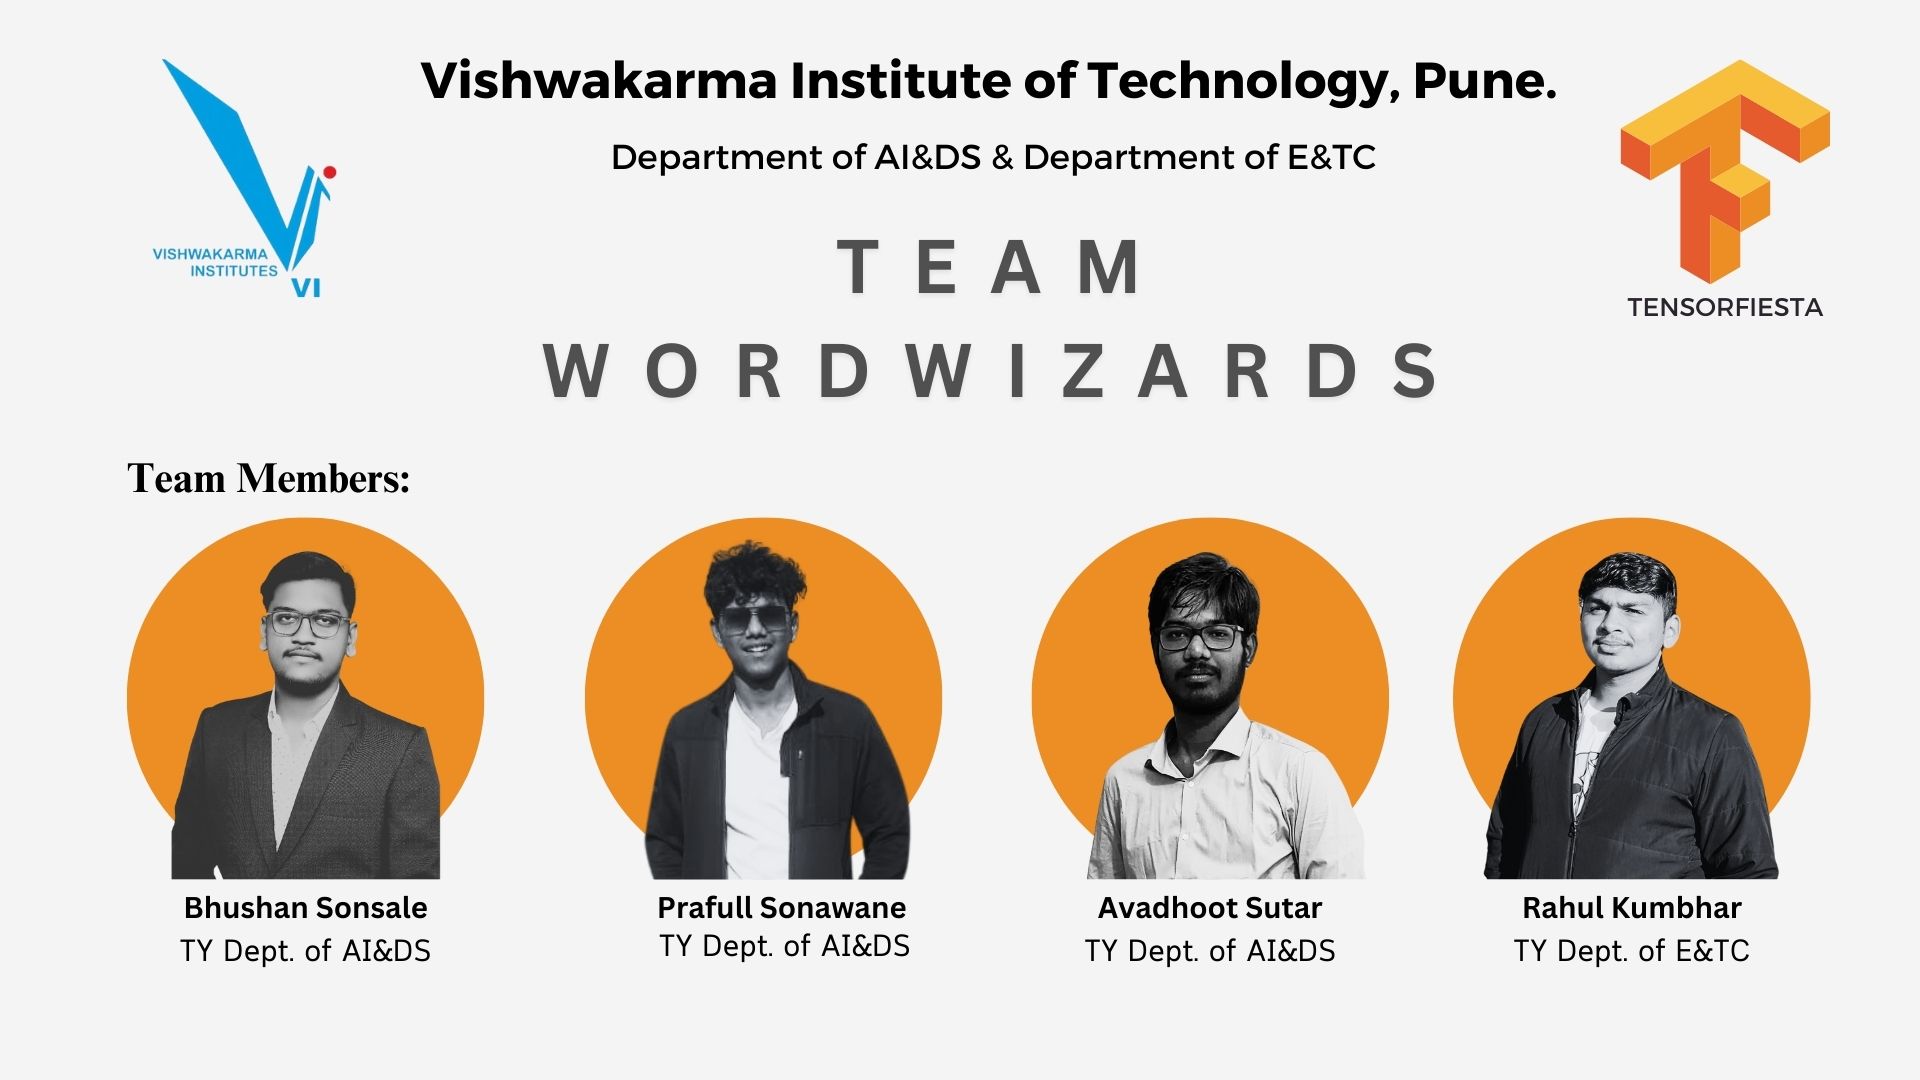 Vishwakarma Institute of Technology, Pune.
Department of AI&DS & Department of E&TC
VISHWAKARMA
INSTITUTES
VI
TENSORFIESTA
TEAM
WORDWIZARDS
Team Members:
Bhushan Sonsale
TY Dept. of AI&DS
Prafull Sonawane
TY Dept. of AI&DS
Avadhoot Sutar
TY Dept. of AI&DS
Rahul Kumbhar
TY Dept. of E&TC